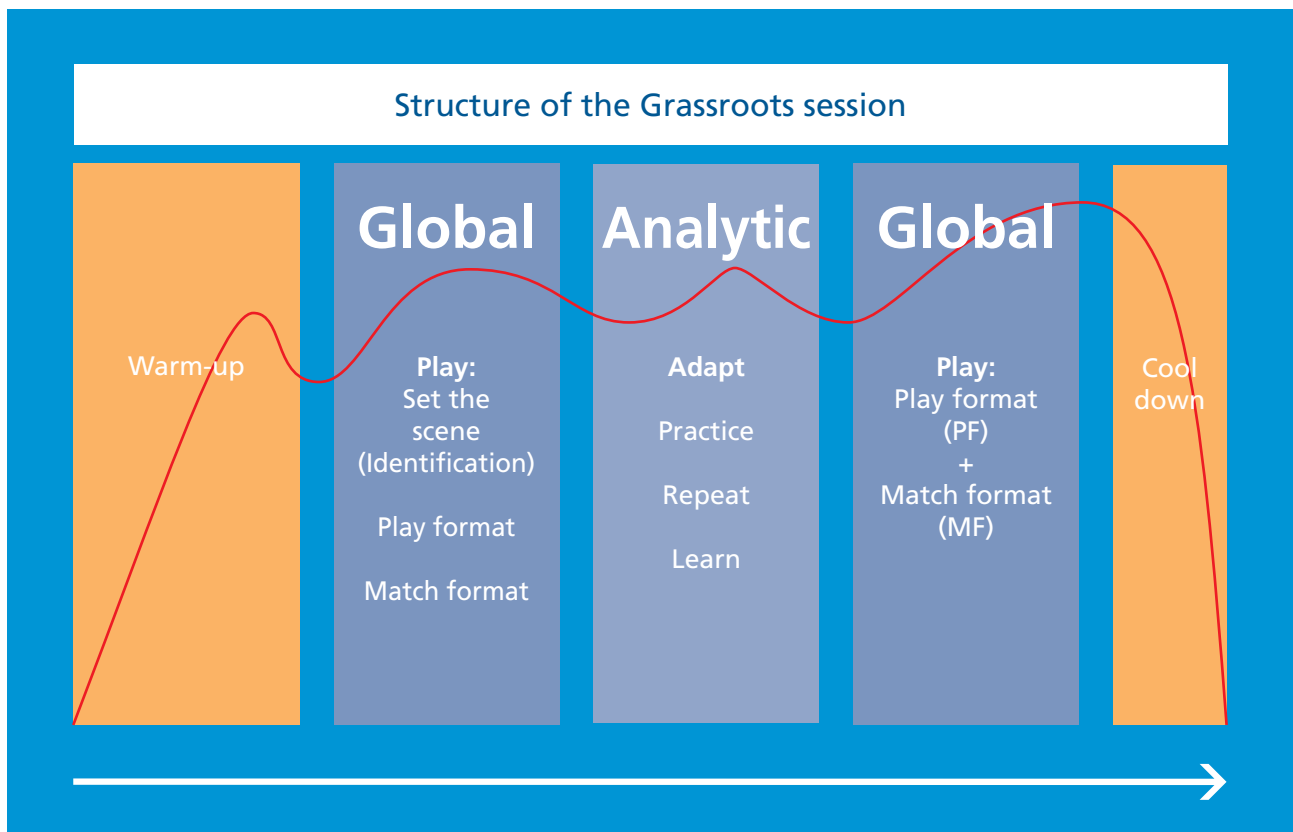 Structure of the Grassroots session
Warm-up
Global
Play:
Set the
scene
(Identification)
Play format
Match format
Analytic
Adapt
Practice
Repeat
Learn
Global
Play:
Play format
(PF)
+
Match format
(MF)
Cool
down